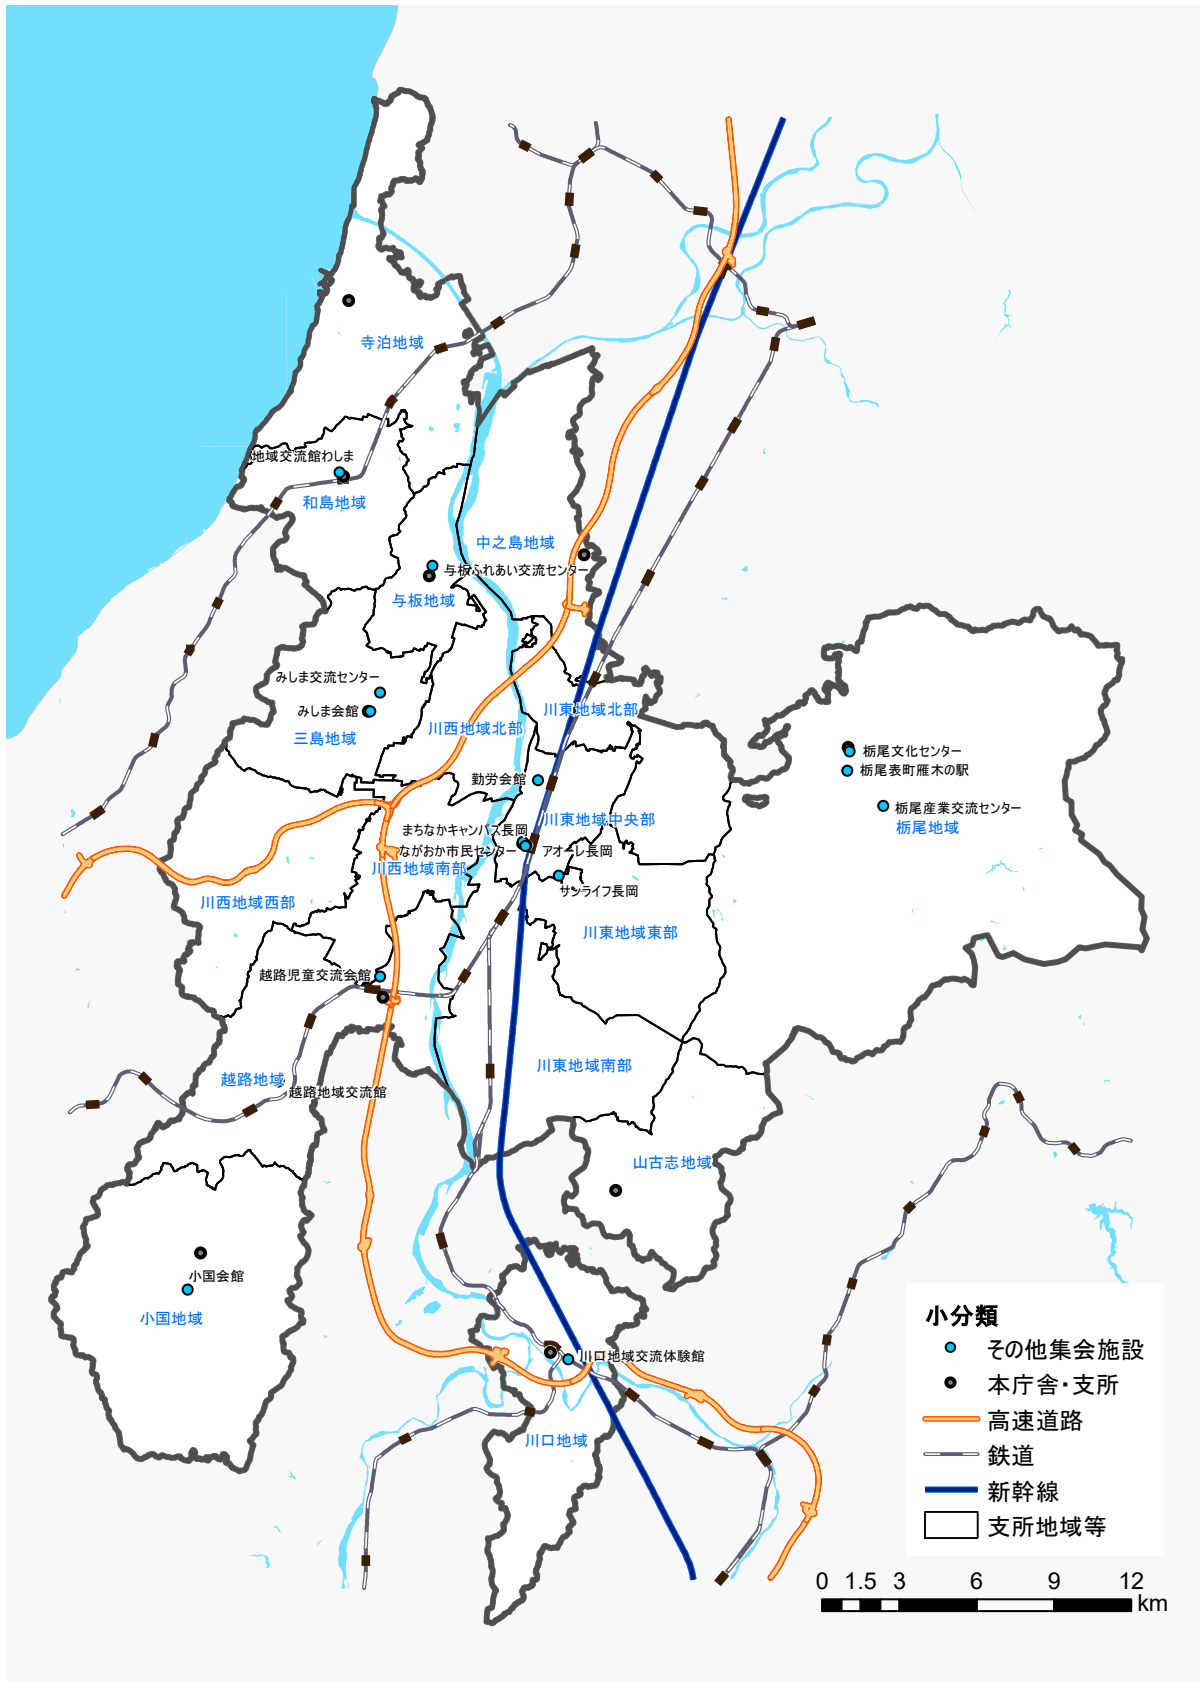 寺泊地域
地域交流館わしま
和島地域
中之島地域
与板ふれあい交流センター
与板地域
みしま交流センター
みしま会館
三島地域
川東地域北部
川西地域北部
栃尾文化センター
栃尾表町雁木の駅
勤労会館
栃尾産業交流センター
栃尾地域
川東地域中央部
まちなかキャンパス長岡
ながおか市民センター
アオーレ長岡
川西地域南部
サンライフ長岡
川西地域西部
川東地域東部
越路児童交流会館
川東地域南部
越路地域
越路地域交流館
山古志地域
小国会館
小国地域
川口地域交流体験館
川口地域
小分類
その他集会施設
本庁舎・支所
高速道路
鉄道
新幹線
支所地域等
0 1.5 3 6 9 12
km